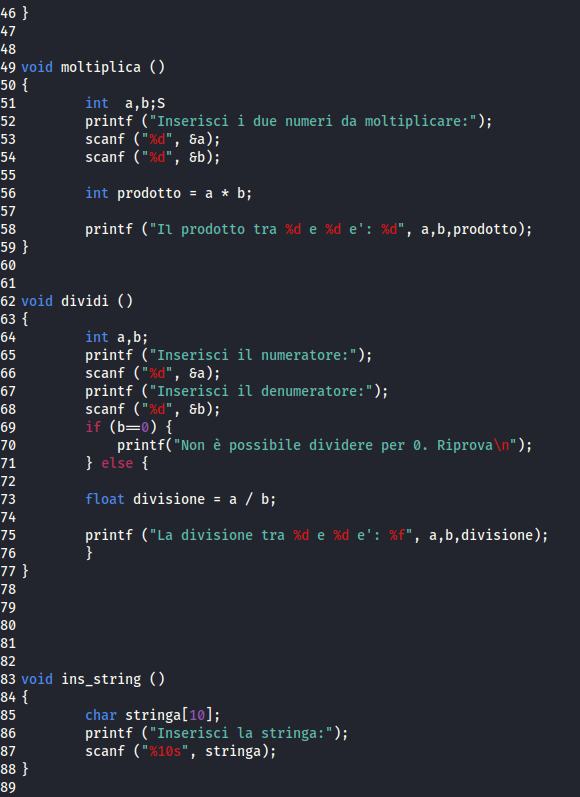 46 }
47
48
49 void moltiplica ()
50 {
51         int  a,b;S
52         printf ("Inserisci i due numeri da moltiplicare:");
53         scanf ("%d", &a);
54         scanf ("%d", &b);
55
56         int prodotto = a * b;
57
58         printf ("Il prodotto tra %d e %d e': %d", a,b,prodotto);
59 }
60
61
62 void dividi ()
63 {
64         int a,b;
65         printf ("Inserisci il numeratore:");
66         scanf ("%d", &a);
67         printf ("Inserisci il denumeratore:");
68         scanf ("%d", &b);
69         if (b==0) {
70             printf("Non è possibile dividere per 0. Riprova\n");
71         } else {
72
73         float divisione = a / b;
74
75         printf ("La divisione tra %d e %d e': %f", a,b,divisione);
76         }
77 }
78
79
80
81
82
83 void ins_string ()
84 {
85         char stringa[10];
86         printf ("Inserisci la stringa:");
87         scanf ("%10s", stringa);
88 }
89